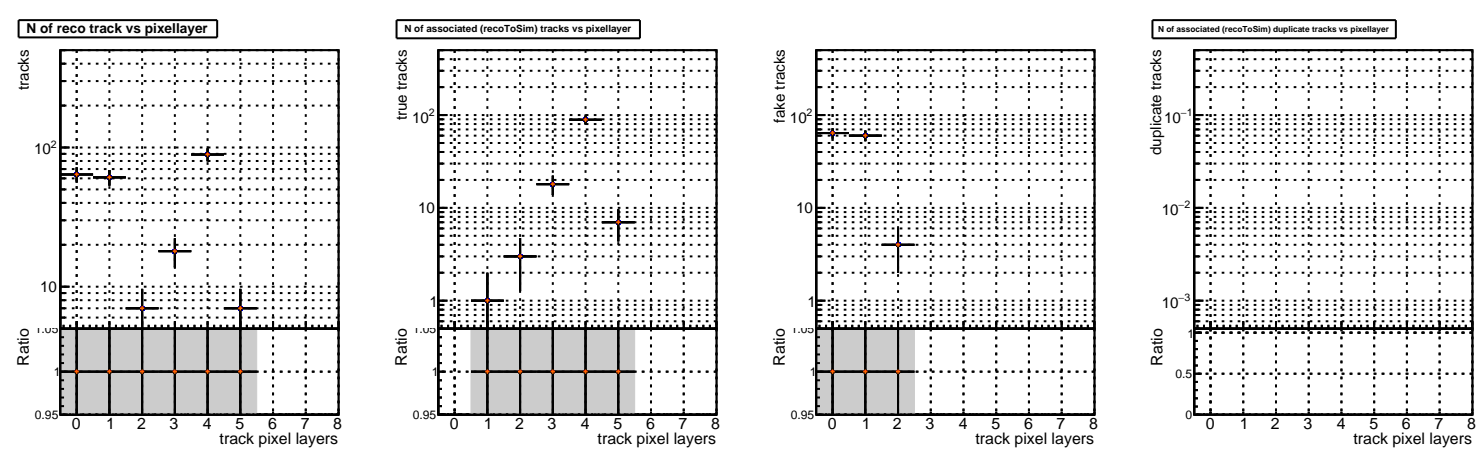 N of reco track vs pixellayer
tracks
10²
10
Ratio
1.05
1
0.95
0 1 2 3 4 5 6 7 8
track pixel layers
N of associated (recoToSim) tracks vs pixellayer
true tracks
10²
10
1
Ratio
1.05
1
0.95
0 1 2 3 4 5 6 7 8
track pixel layers
fake tracks
10²
10
1
Ratio
1.05
1
0.95
0 1 2 3 4 5 6 7 8
track pixel layers
N of associated (recoToSim) duplicate tracks vs pixellayer
duplicate tracks
10⁻¹
10⁻²
10⁻³
Ratio
1
0.5
0
0 1 2 3 4 5 6 7 8
track pixel layers